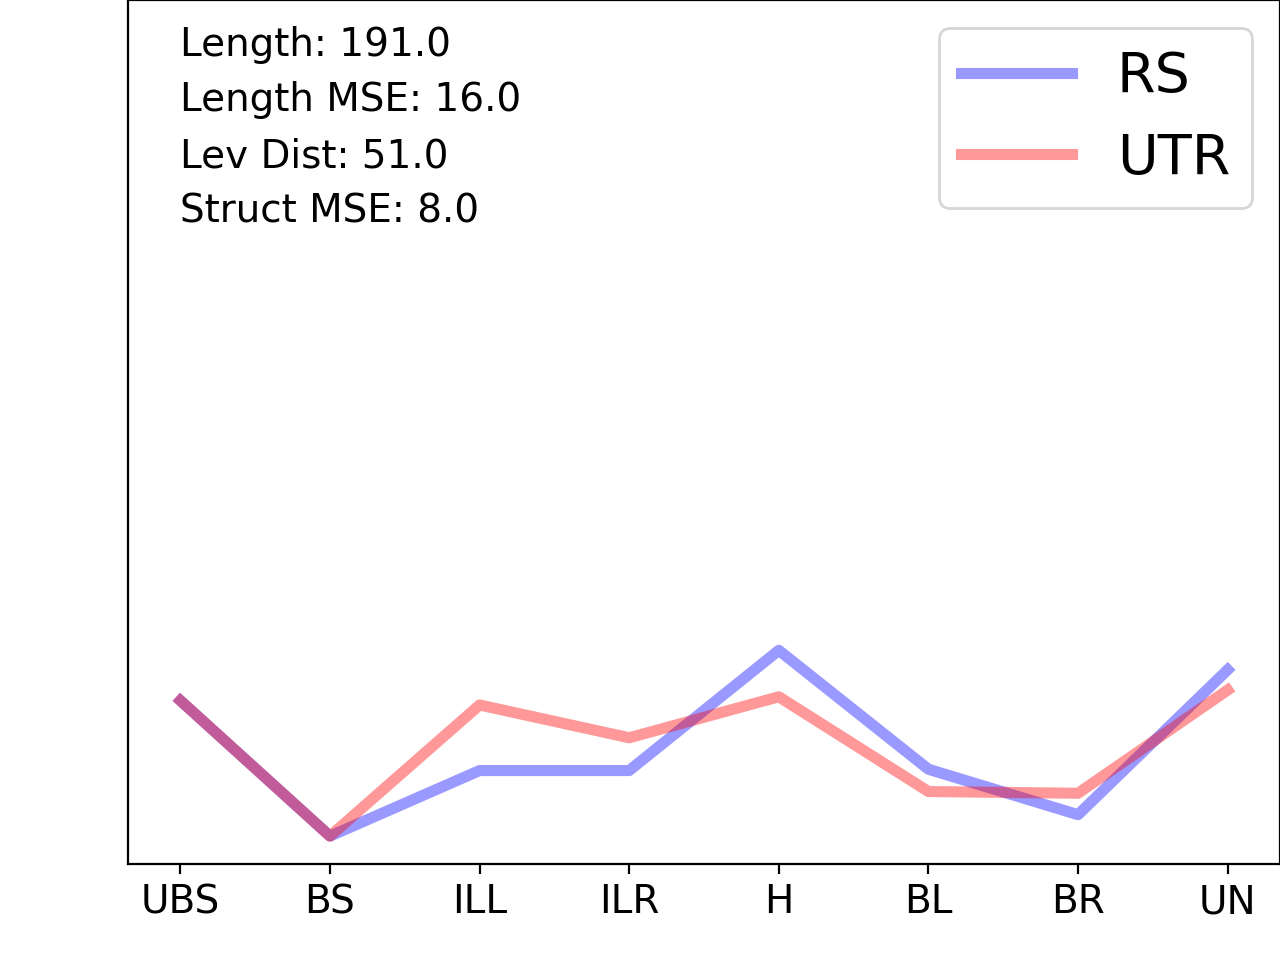 Length: 191.0
Length MSE: 16.0
Lev Dist: 51.0
Struct MSE: 8.0
RS
UTR
UBS BS ILL ILR H BL BR UN